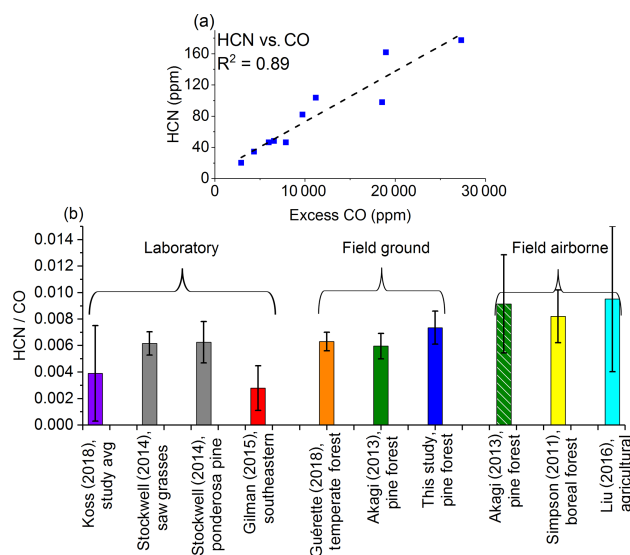 (a)
HCN vs. CO
R² = 0.89
160
120
80
40
0
HCN (ppm)
0
10 000
20 000
30 000
Excess CO (ppm)
(b)
0.014
0.012
0.010
0.008
0.006
0.004
0.002
0.000
HCN / CO
Laboratory
Field ground
Field airborne
Koss (2018),
study avg
Stockwell (2014),
saw grasses
Stockwell (2014),
ponderosa pine
Gilman (2015),
southeastern
Guérette (2018),
temperate forest
Akagi (2013),
pine forest
This study,
pine forest
Akagi (2013),
pine forest
Simpson (2011),
boreal forest
Liu (2016),
agricultural